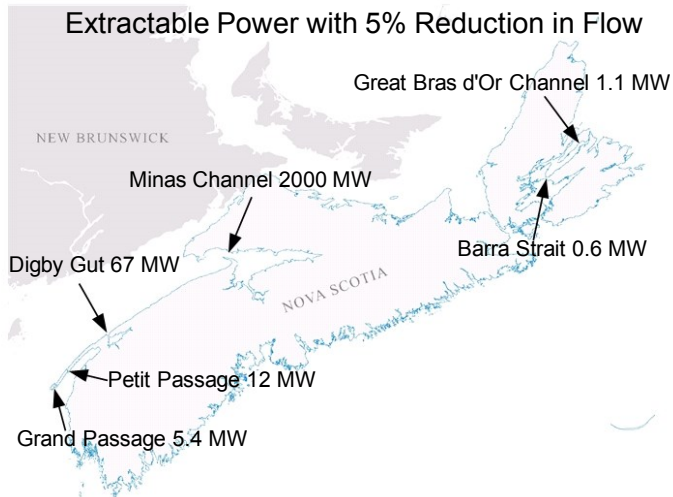 Extractable Power with 5% Reduction in Flow
Great Bras d'Or Channel 1.1 MW
NEW BRUNSWICK
Minas Channel 2000 MW
Barra Strait 0.6 MW
Digby Gut 67 MW
NOVA SCOTIA
Petit Passage 12 MW
Grand Passage 5.4 MW